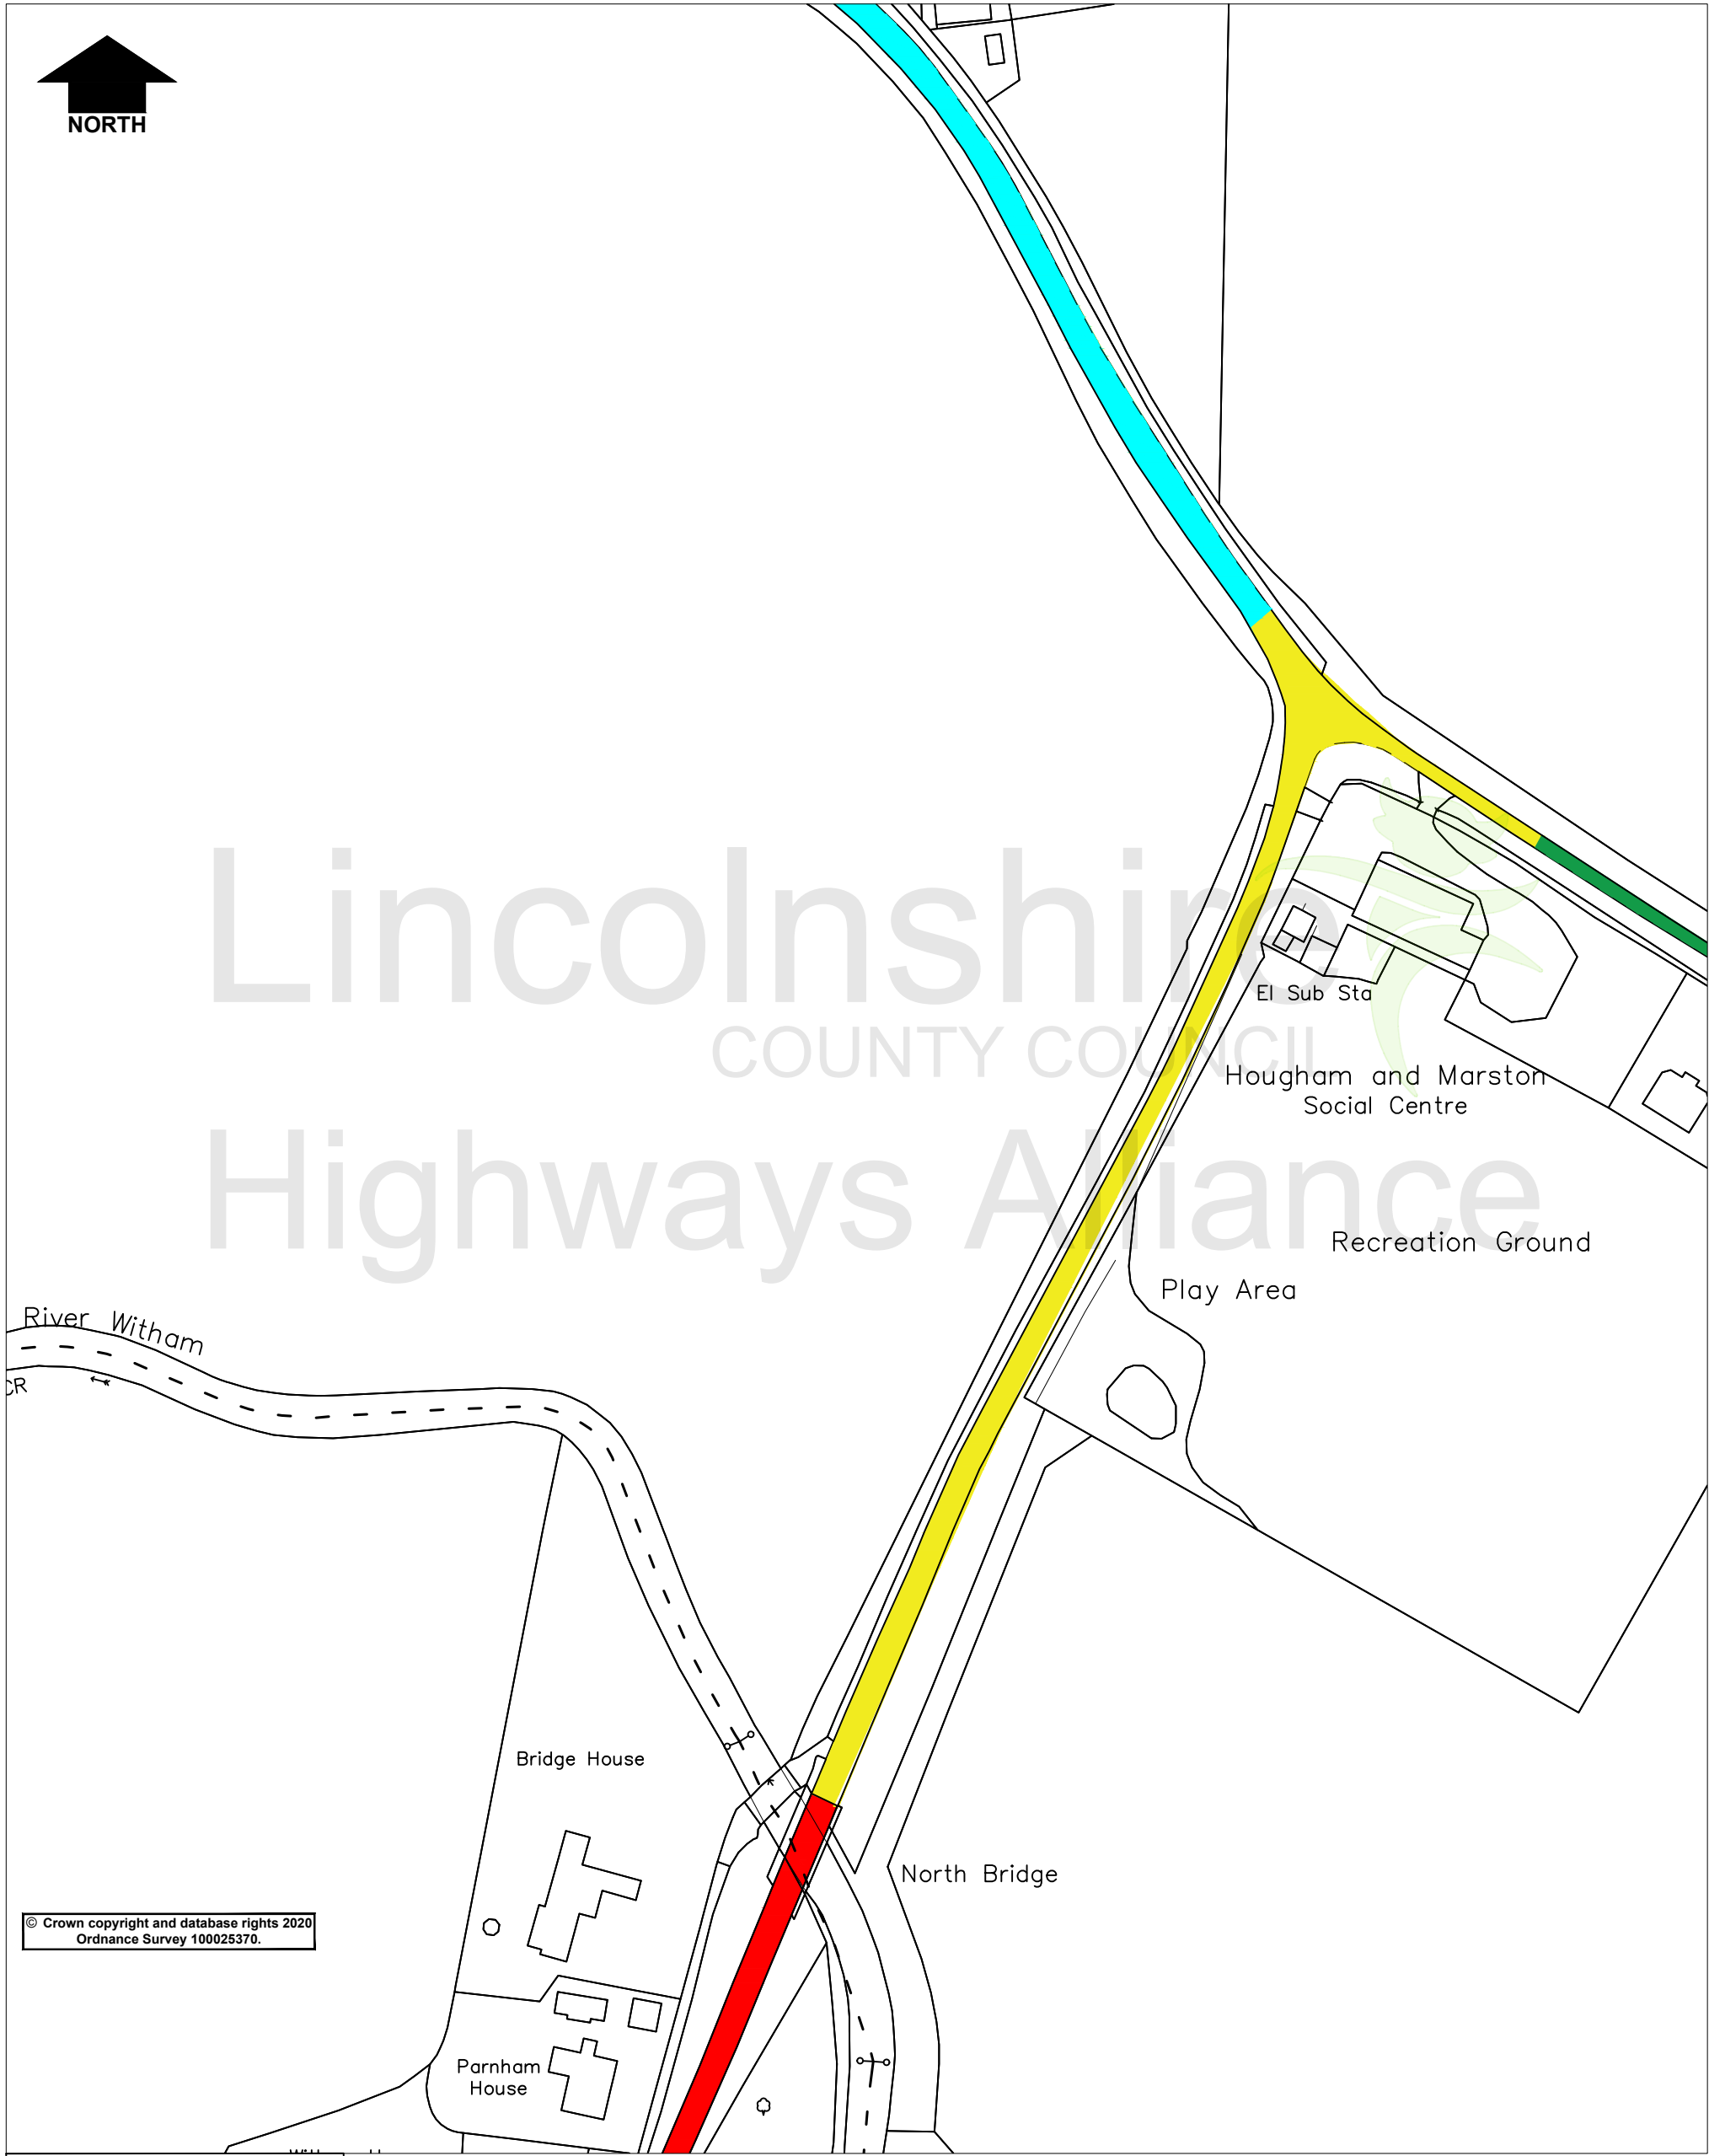 NORTH
Lincolnshire
COUNTY COUNCIL
El Sub Sta
Hougham and Marston
Social Centre
Highways Alliance
Recreation Ground
Play Area
River Witham
CR
Bridge House
North Bridge
© Crown copyright and database rights 2020
Ordnance Survey 100025370.
Parnham
House